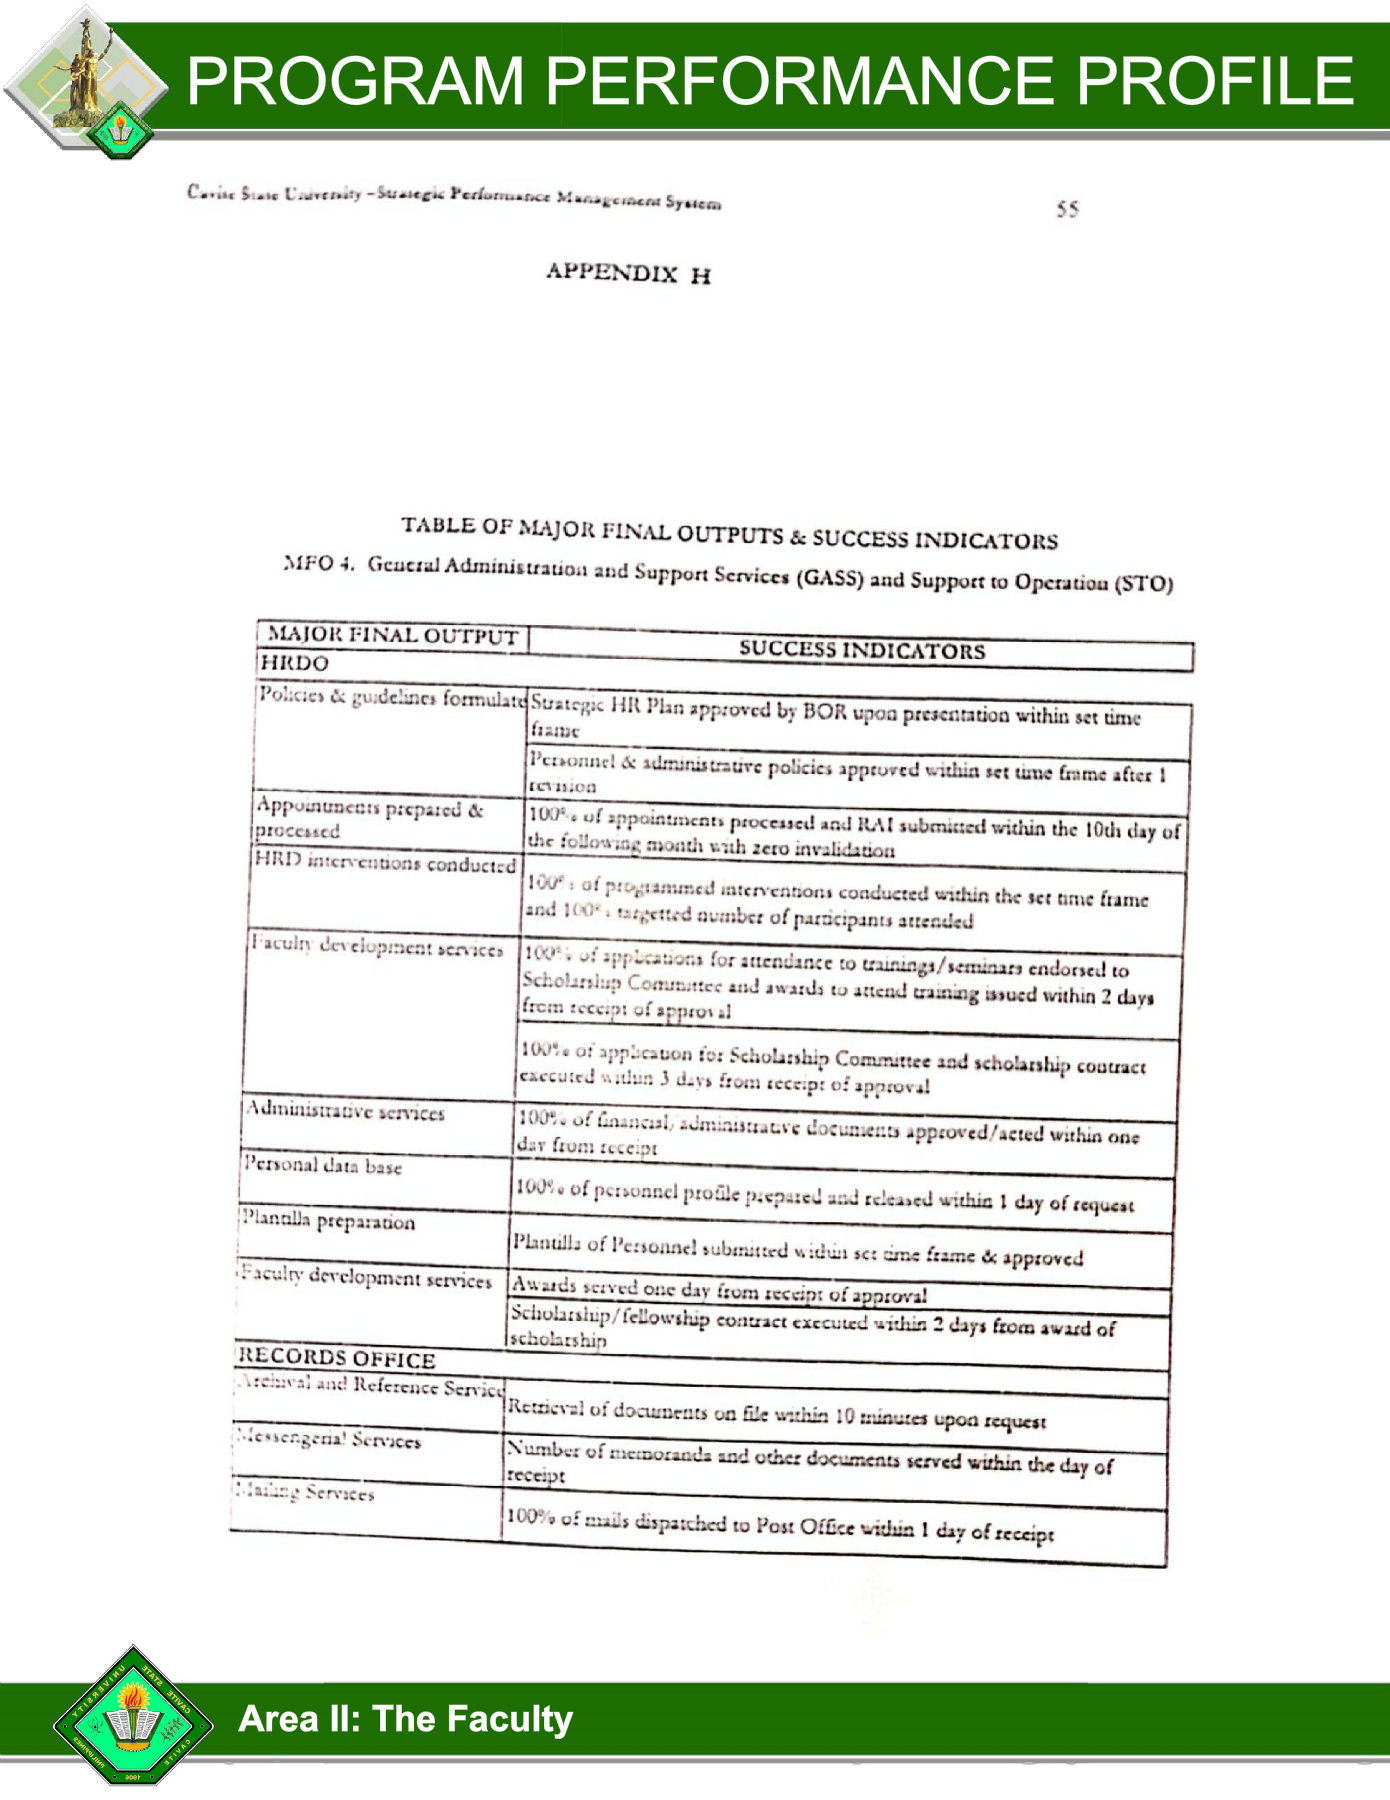 PROGRAM PERFORMANCE PROFILE
Cavite State University –Strategic Performance Management System
55
APPENDIX H
TABLE OF MAJOR FINAL OUTPUTS & SUCCESS INDICATORS
MFO 4. General Administration and Support Services (GASS) and Support to Operation (STO)
MAJOR FINAL OUTPUT
SUCCESS INDICATORS
HRDO
Policies & guidelines formulate
Strategic HR Plan approved by BOR upon presentation within set time
frame
Personnel & administrative policies approved within set time frame after 1
revision
Appointments prepared &
processed
100% of appointments processed and RAI submitted within the 10th day of
the following month with zero invalidation
HRD interventions conducted
100% of programmed interventions conducted within the set time frame
and 100% targetted number of participants attended
Faculty development services
100% of applications for attendance to trainings/seminars endorsed to
Scholarship Committee and awards to attend training issued within 2 days
from receipt of approval
100% of application for Scholarship Committee and scholarship contract
executed within 3 days from receipt of approval
Administrative services
100% of financial/administrative documents approved/acted within one
day from receipt
Personal data base
100% of personnel profile prepared and released within 1 day of request
Plantilla preparation
Plantilla of Personnel submitted within set time frame & approved
Faculty development services
Awards served one day from receipt of approval
Scholarship/fellowship contract executed within 2 days from award of
scholarship
RECORDS OFFICE
Archival and Reference Service
Retrieval of documents on file within 10 minutes upon request
Messengerial Services
Number of memoranda and other documents served within the day of
receipt
Mailing Services
100% of mails dispatched to Post Office within 1 day of receipt
CAVITE STATE UNIVERSITY
CAVITE
PHILIPPINES
1906
Area II: The Faculty